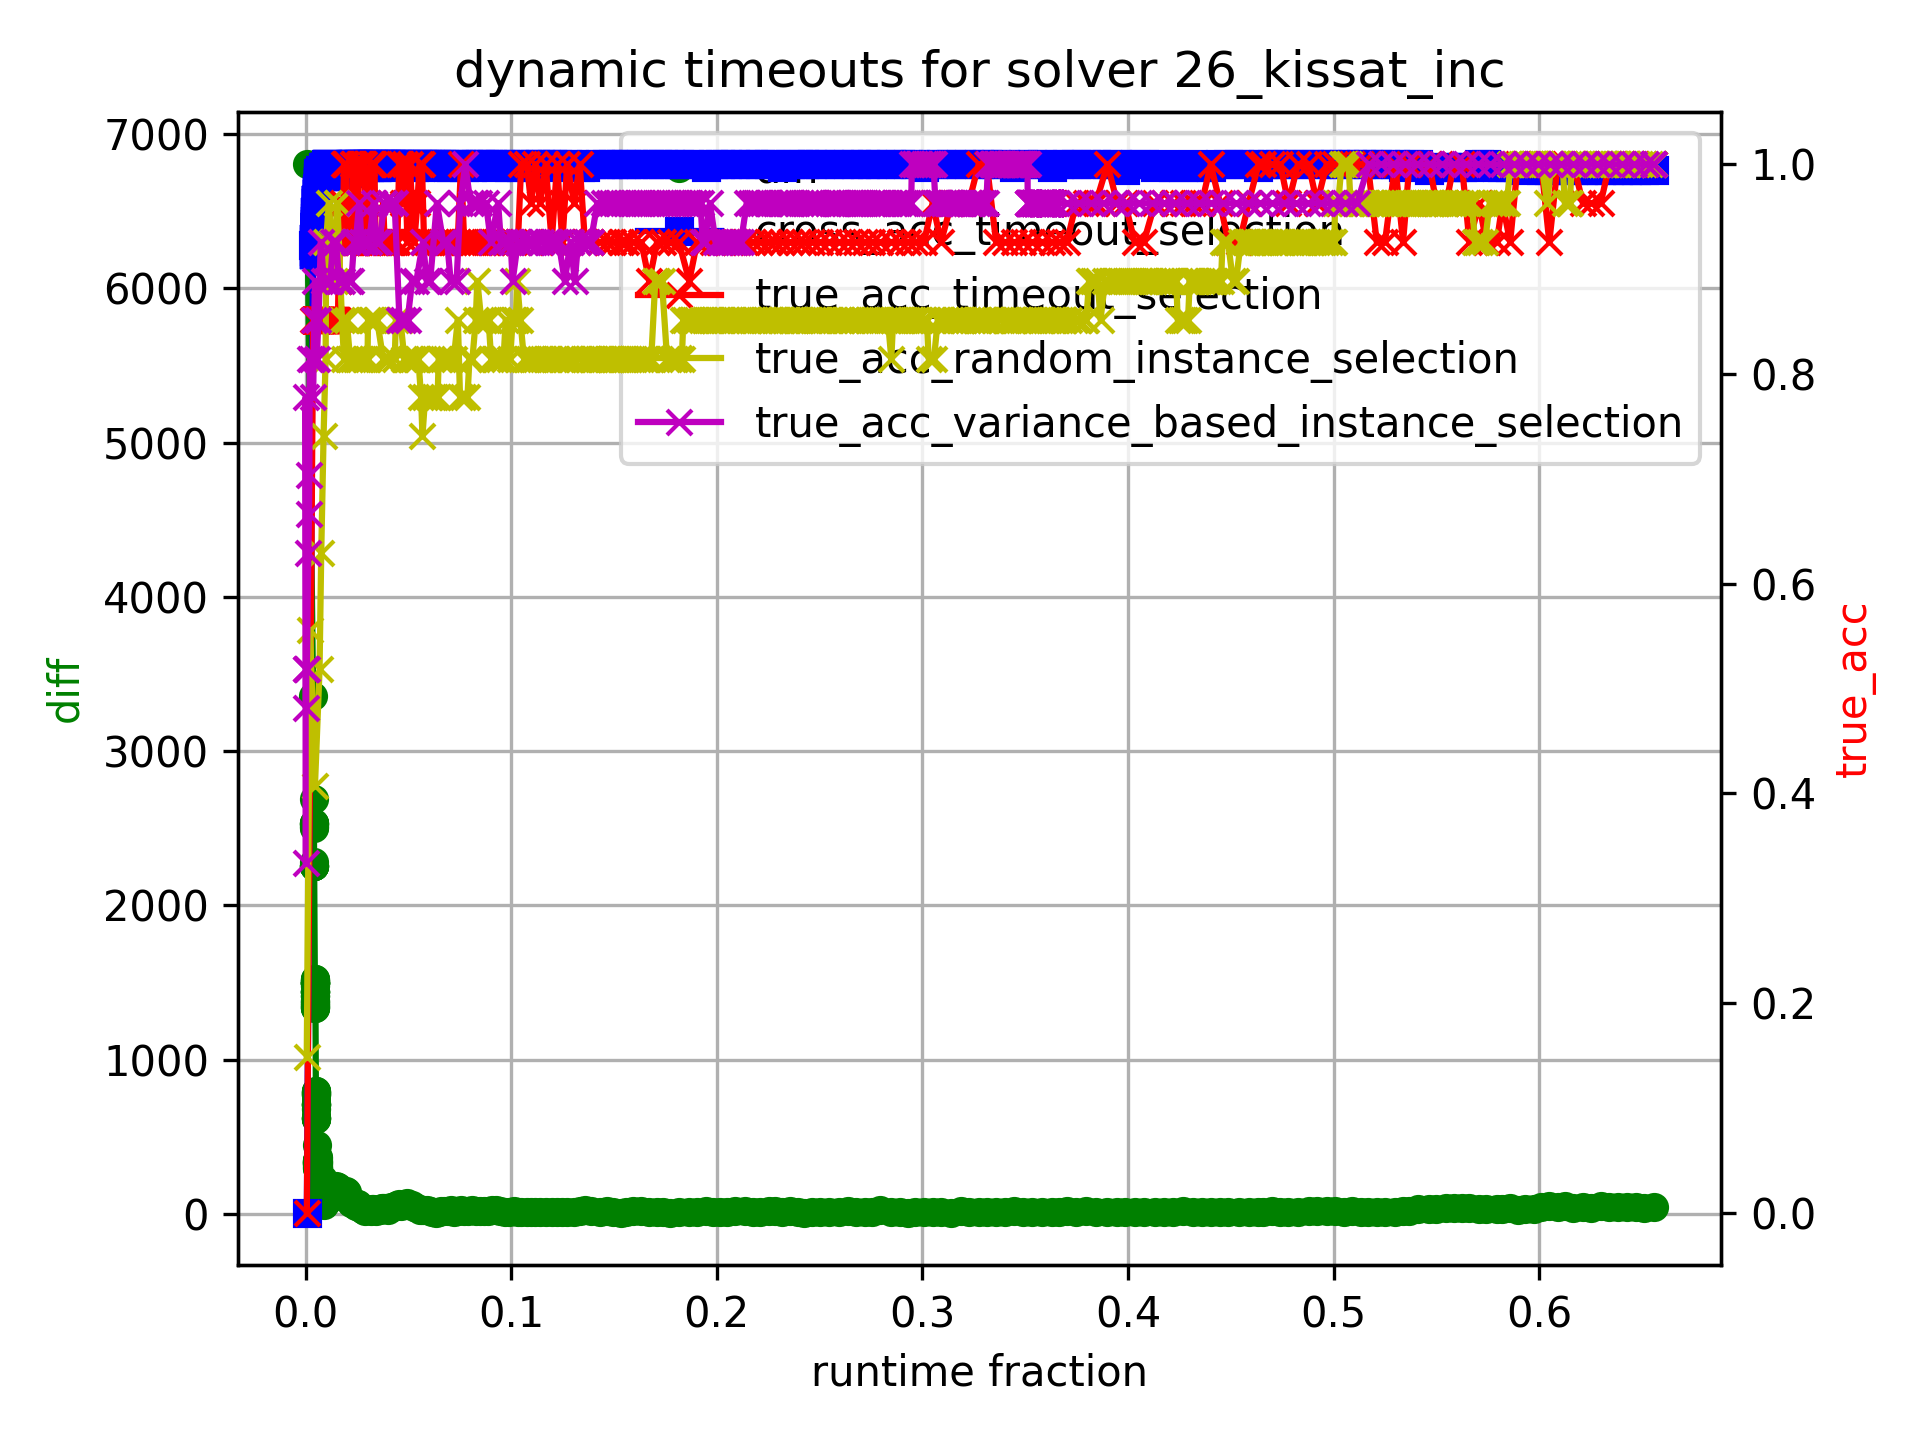 dynamic timeouts for solver 26_kissat_inc
7000
6000
5000
4000
3000
2000
1000
0
diff
1.0
0.8
0.6
0.4
0.2
0.0
true_acc
cross_acc_timeout_selection
true_acc_timeout_selection
true_acc_random_instance_selection
true_acc_variance_based_instance_selection
0.0 0.1 0.2 0.3 0.4 0.5 0.6
runtime fraction